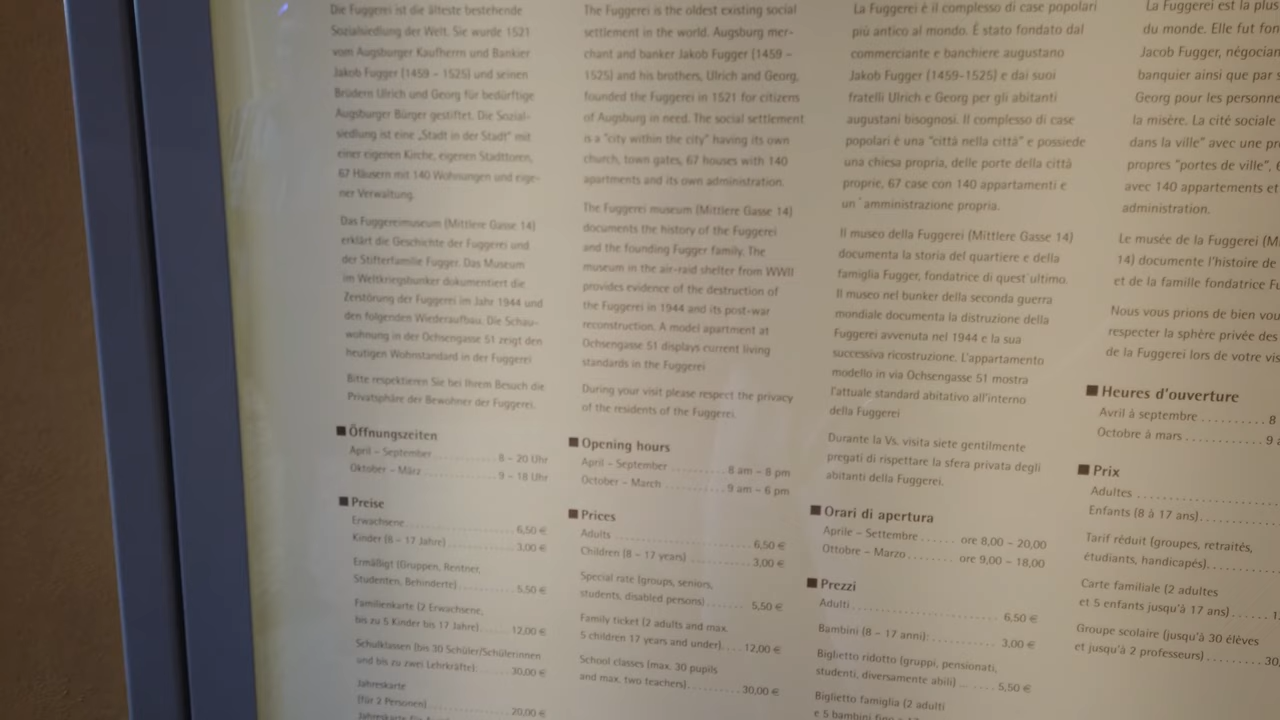 Die Fuggerei ist die älteste bestehende
Sozialsiedlung der Welt. Sie wurde 1521
vom Augsburger Kaufherrn und Bankier
Jakob Fugger (1459 – 1525) und seinen
Brüdern Ulrich und Georg für bedürftige
Augsburger Bürger gestiftet. Die Sozial-
siedlung ist eine „Stadt in der Stadt" mit
einer eigenen Kirche, eigenen Stadttoren,
67 Häusern mit 140 Wohnungen und eige-
ner Verwaltung.
Das Fuggereimuseum (Mittlere Gasse 14)
erklärt die Geschichte der Fuggerei und
der Stifterfamilie Fugger. Das Museum
im Weltkriegsbunker dokumentiert die
Zerstörung der Fuggerei im Jahr 1944 und
den folgenden Wiederaufbau. Die Schau-
wohnung in der Ochsengasse 51 zeigt den
heutigen Wohnstandard in der Fuggerei
Bitte respektieren Sie bei Ihrem Besuch die
Privatsphäre der Bewohner der Fuggerei.
■ Öffnungszeiten
April – September .................. 8 – 20 Uhr
Oktober – März .................. 9 – 18 Uhr
■ Preise
Erwachsene .................. 6,50 €
Kinder (8 – 17 Jahre) .................. 3,00 €
Ermäßigt (Gruppen, Rentner,
Studenten, Behinderte) .................. 5,50 €
Familienkarte (2 Erwachsene,
bis zu 5 Kinder bis 17 Jahre) ....... 12,00 €
Schulklassen (bis 30 Schüler/Schülerinnen
und bis zu zwei Lehrkräfte): ....... 30,00 €
Jahreskarte
(für 2 Personen) .................. 20,00 €
The Fuggerei is the oldest existing social
settlement in the world. Augsburg mer-
chant and banker Jakob Fugger (1459 –
1525) and his brothers, Ulrich and Georg,
founded the Fuggerei in 1521 for citizens
of Augsburg in need. The social settlement
is a "city within the city" having its own
church, town gates, 67 houses with 140
apartments and its own administration.
The Fuggerei museum (Mittlere Gasse 14)
documents the history of the Fuggerei
and the founding Fugger family. The
museum in the air-raid shelter from WWII
provides evidence of the destruction of
the Fuggerei in 1944 and its post-war
reconstruction. A model apartment at
Ochsengasse 51 displays current living
standards in the Fuggerei
During your visit please respect the privacy
of the residents of the Fuggerei.
■ Opening hours
April – September .................. 8 am – 8 pm
October – March .................. 9 am – 6 pm
■ Prices
Adults .................. 6,50 €
Children (8 – 17 years) .................. 3,00 €
Special rate (groups, seniors,
students, disabled persons) ....... 5,50 €
Family ticket (2 adults and max.
5 children 17 years and under) ..... 12,00 €
School classes (max. 30 pupils
and max. two teachers) .......... 30,00 €
La Fuggerei è il complesso di case popolari
più antico al mondo. È stato fondato dal
commerciante e banchiere augustano
Jakob Fugger (1459-1525) e dai suoi
fratelli Ulrich e Georg per gli abitanti
augustani bisognosi. Il complesso di case
popolari è una "città nella città" e possiede
una chiesa propria, delle porte della città
proprie, 67 case con 140 appartamenti e
un´amministrazione propria.
Il museo della Fuggerei (Mittlere Gasse 14)
documenta la storia del quartiere e della
famiglia Fugger, fondatrice di quest´ultimo.
Il museo nel bunker della seconda guerra
mondiale documenta la distruzione della
Fuggerei avvenuta nel 1944 e la sua
successiva ricostruzione. L'appartamento
modello in via Ochsengasse 51 mostra
l'attuale standard abitativo all'interno
della Fuggerei
Durante la Vs. visita siete gentilmente
pregati di rispettare la sfera privata degli
abitanti della Fuggerei.
■ Orari di apertura
Aprile – Settembre ...... ore 8,00 – 20,00
Ottobre – Marzo ........ ore 9,00 – 18,00
■ Prezzi
Adulti .................. 6,50 €
Bambini (8 – 17 anni): .................. 3,00 €
Biglietto ridotto (gruppi, pensionati,
studenti, diversamente abili) ... ...... 5,50 €
Biglietto famiglia (2 adulti
e 5 bambini fino
La Fuggerei est la plus
du monde. Elle fut fon
Jacob Fugger, négocian
banquier ainsi que par s
Georg pour les personne
la misère. La cité sociale
dans la ville" avec une pr
propres "portes de ville",
avec 140 appartements et
administration.
Le musée de la Fuggerei (M
14) documente l'histoire de
et de la famille fondatrice Fu
Nous vous prions de bien vou
respecter la sphère privée des
de la Fuggerei lors de votre vis
■ Heures d'ouverture
Avril à septembre .......... 8
Octobre à mars ............ 9
■ Prix
Adultes ..................
Enfants (8 à 17 ans) ..........
Tarif réduit (groupes, retraités,
étudiants, handicapés) ..........
Carte familiale (2 adultes
et 5 enfants jusqu'à 17 ans) ..... 1
Groupe scolaire (jusqu'à 30 élèves
et jusqu'à 2 professeurs) ........ 30,